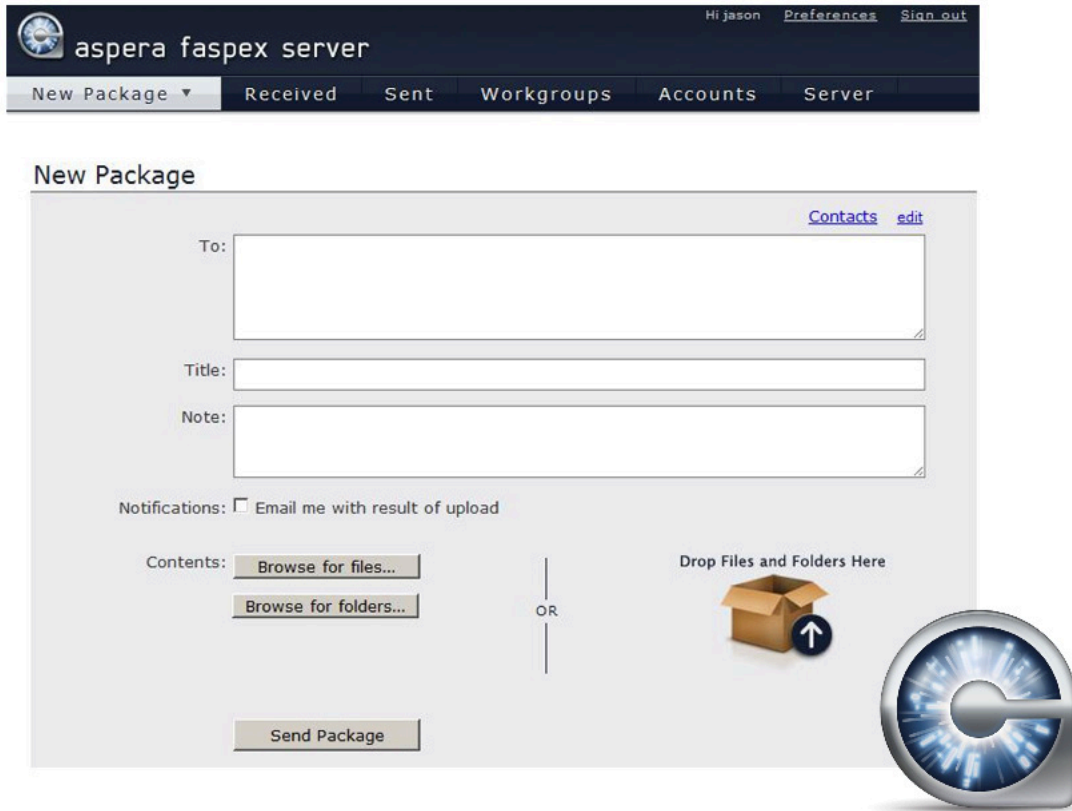 Hi jason Preferences Sign out
aspera faspex server
New Package ▼ Received Sent Workgroups Accounts Server
New Package
Contacts edit
To:
Title:
Note:
Notifications: Email me with result of upload
Contents: Browse for files... Drop Files and Folders Here
Browse for folders... OR
Send Package